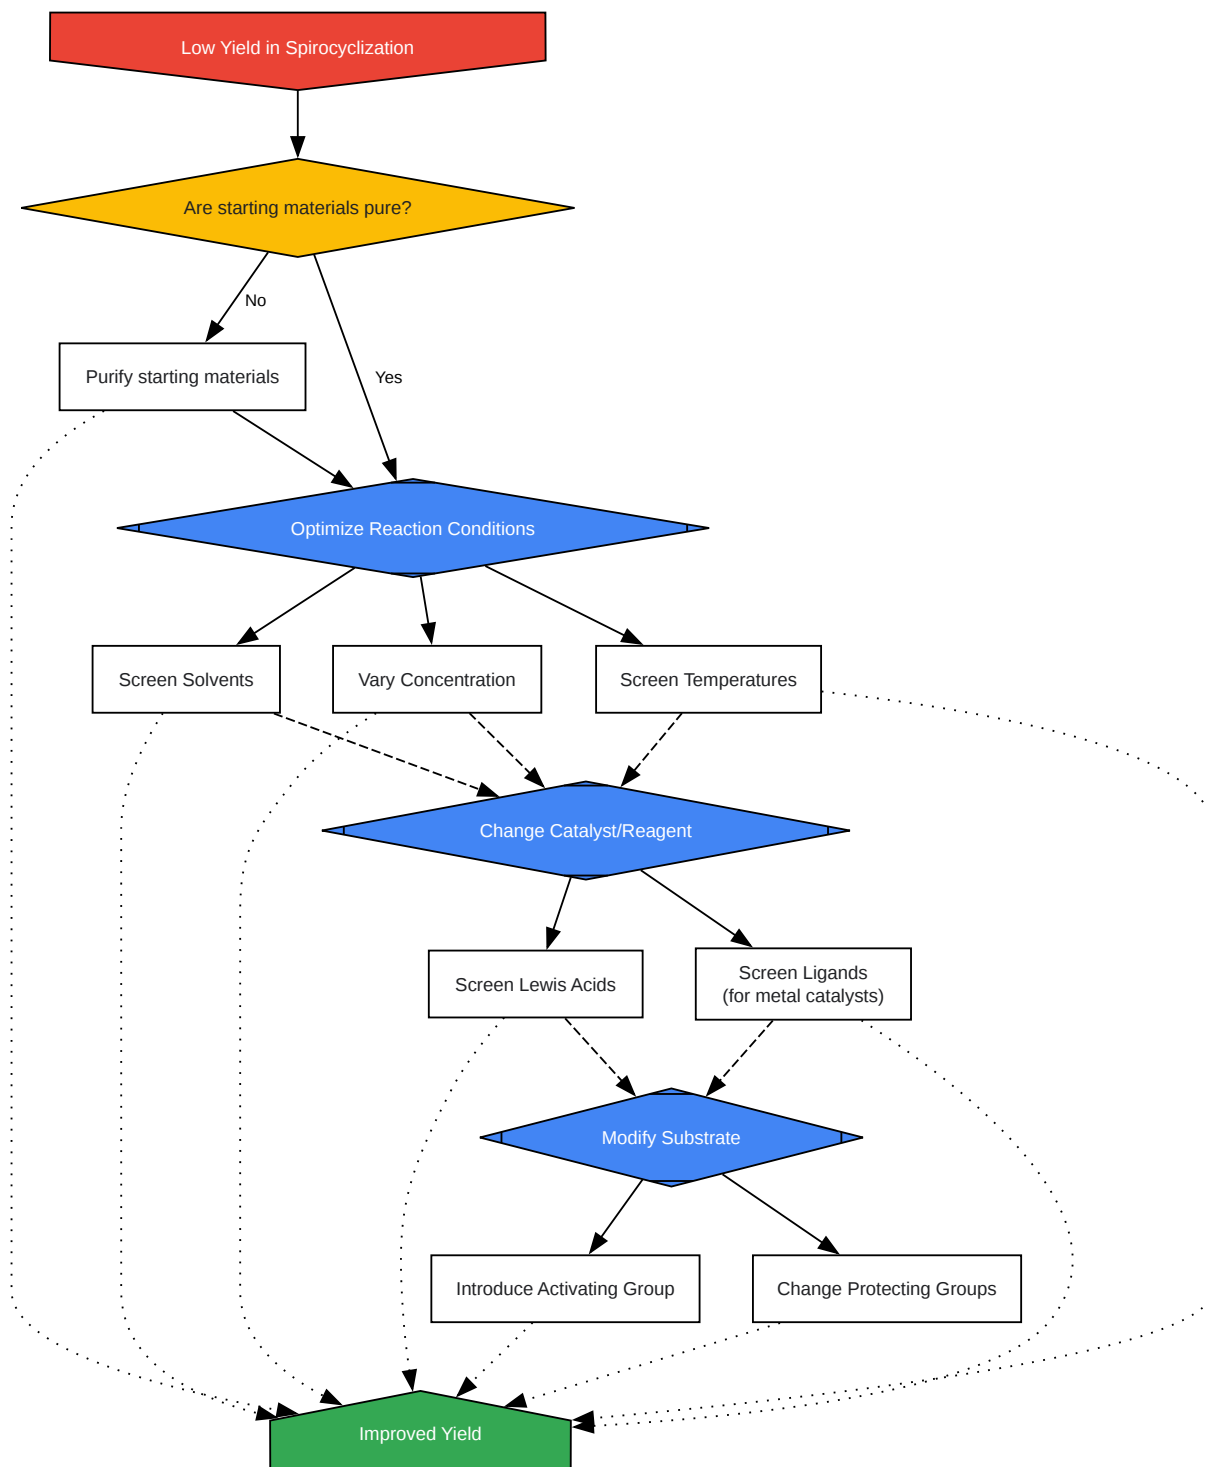 Low Yield in Spirocyclization
Are starting materials pure?
No
Purify starting materials
Yes
Optimize Reaction Conditions
Screen Solvents
Vary Concentration
Screen Temperatures
Change Catalyst/Reagent
Screen Lewis Acids
Screen Ligands
(for metal catalysts)
Modify Substrate
Introduce Activating Group
Change Protecting Groups
Improved Yield